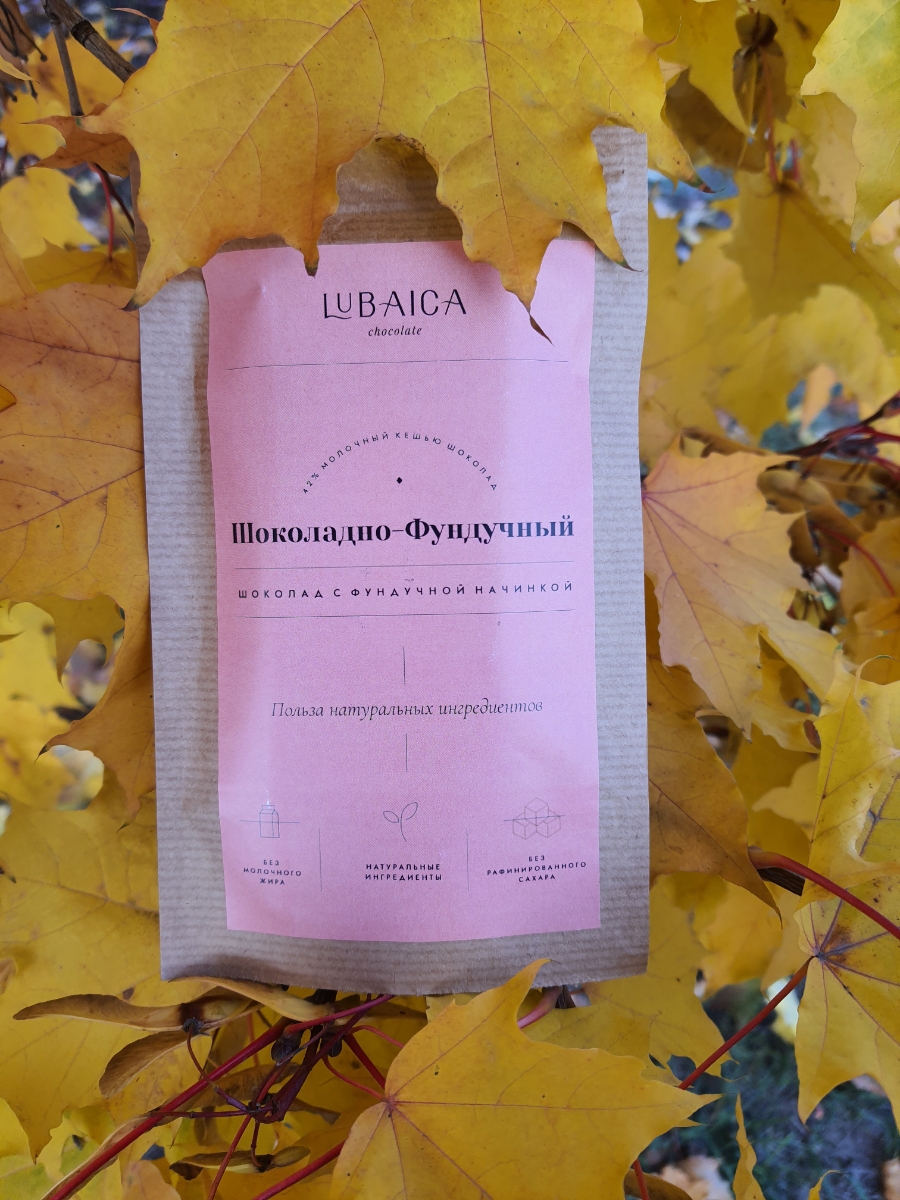 LUBAICA
chocolate
42% МОЛОЧНЫЙ КЕШЬЮ ШОКОЛАД
Шоколадно-Фундучный
ШОКОЛАД С ФУНДУЧНОЙ НАЧИНКОЙ
Польза натуральных ингредиентов
БЕЗ
МОЛОЧНОГО
ЖИРА
НАТУРАЛЬНЫЕ
ИНГРЕДИЕНТЫ
БЕЗ
РАФИНИРОВАННОГО
САХАРА